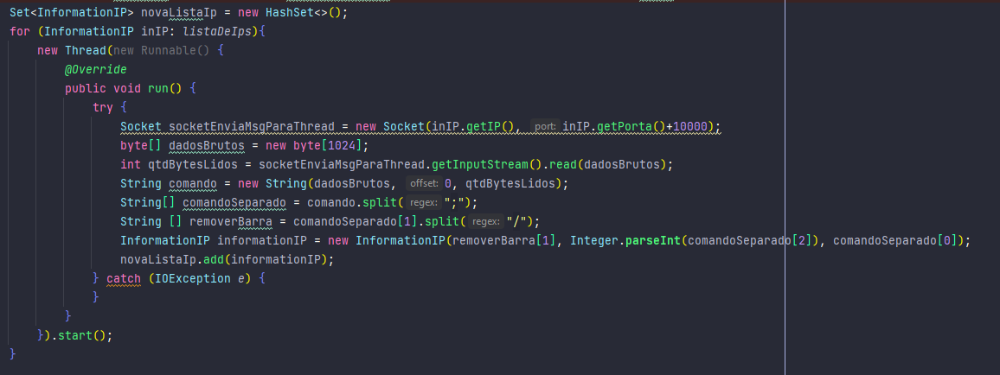 Set<InformationIP> novaListaIp = new HashSet<>();
for (InformationIP inIP: listaDeIps){
new Thread(new Runnable() {
@Override
public void run() {
try {
Socket socketEnviaMsgParaThread = new Socket(inIP.getIP(), port: inIP.getPorta()+10000);
byte[] dadosBrutos = new byte[1024];
int qtdBytesLidos = socketEnviaMsgParaThread.getInputStream().read(dadosBrutos);
String comando = new String(dadosBrutos, offset: 0, qtdBytesLidos);
String[] comandoSeparado = comando.split( regex: ";");
String [] removerBarra = comandoSeparado[1].split( regex: "/");
InformationIP informationIP = new InformationIP(removerBarra[1], Integer.parseInt(comandoSeparado[2]), comandoSeparado[0]);
novaListaIp.add(informationIP);
} catch (IOException e) {
}
}
}).start();
}